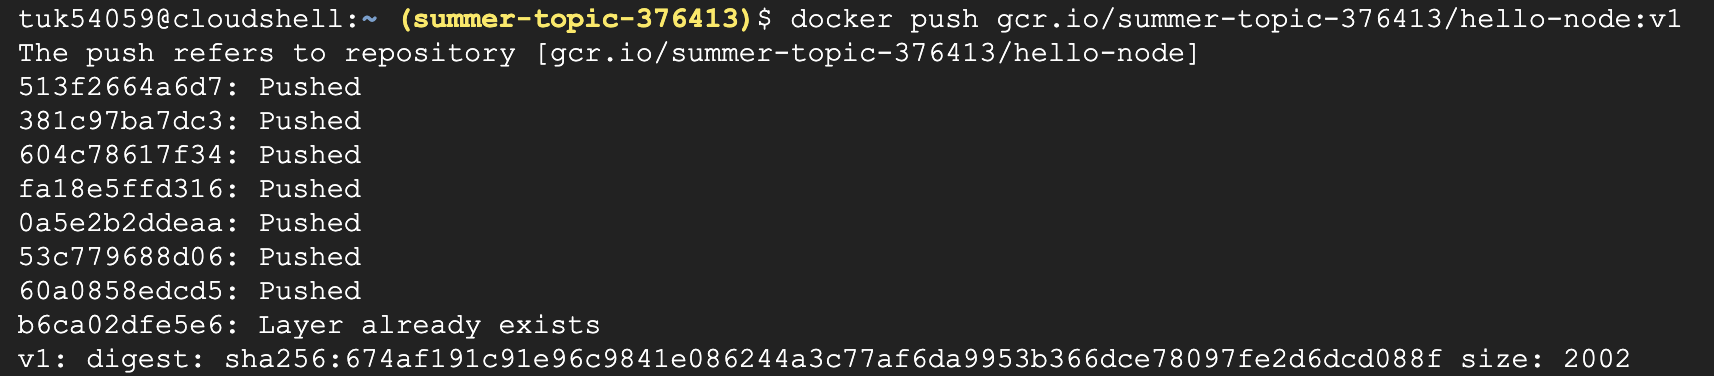 tuk54059@cloudshell:~ (summer-topic-376413)$ docker push gcr.io/summer-topic-376413/hello-node:v1
The push refers to repository [gcr.io/summer-topic-376413/hello-node]
513f2664a6d7: Pushed
381c97ba7dc3: Pushed
604c78617f34: Pushed
fa18e5ffd316: Pushed
0a5e2b2ddeaa: Pushed
53c779688d06: Pushed
60a0858edcd5: Pushed
b6ca02dfe5e6: Layer already exists
v1: digest: sha256:674af191c91e96c9841e086244a3c77af6da9953b366dce78097fe2d6dcd088f size: 2002